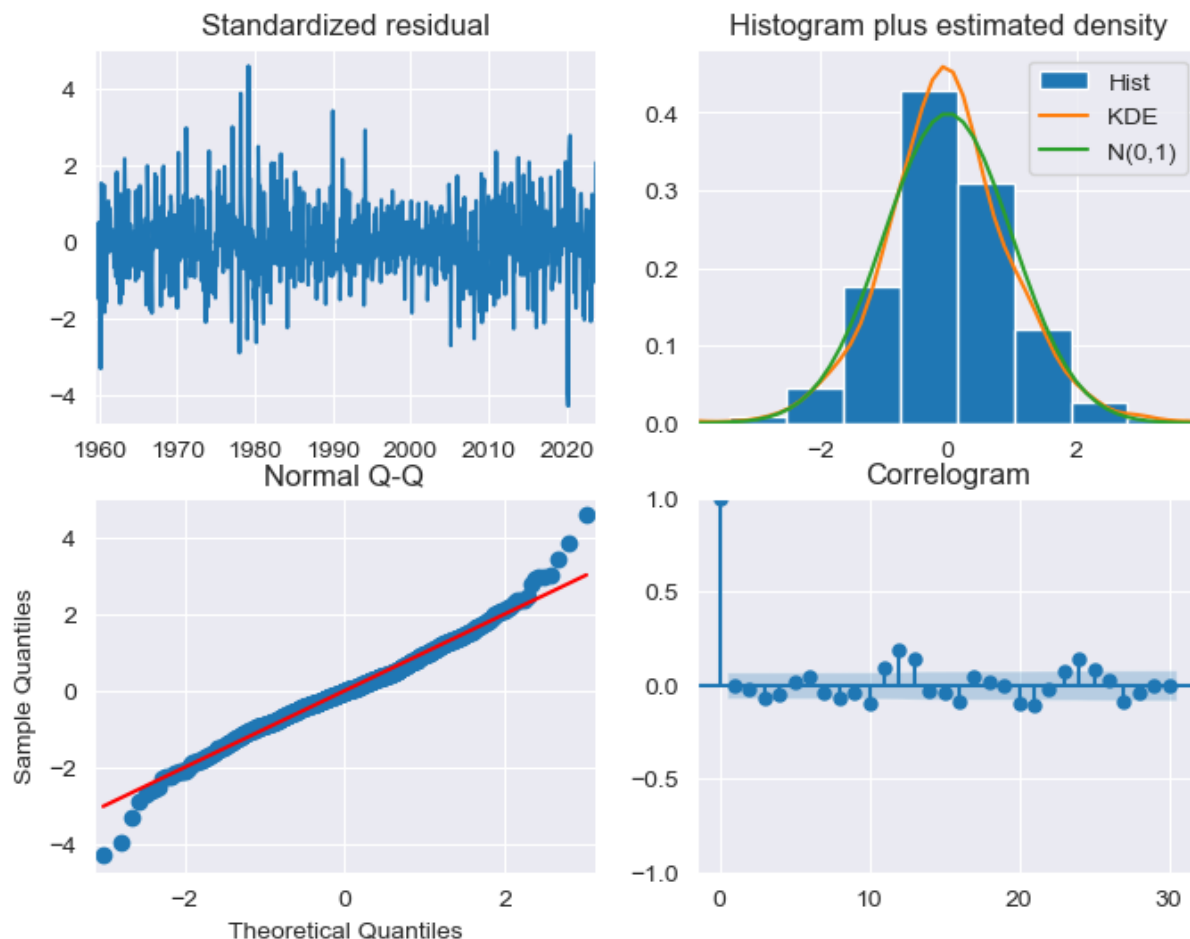 Standardized residual
4
2
0
−2
−4
1960 1970 1980 1990 2000 2010 2020
Histogram plus estimated density
Hist
KDE
N(0,1)
0.4
0.3
0.2
0.1
0.0
−2 0 2
Normal Q-Q
Sample Quantiles
4
2
0
−2
−4
−2 0 2
Theoretical Quantiles
Correlogram
1.0
0.5
0.0
−0.5
−1.0
0 10 20 30